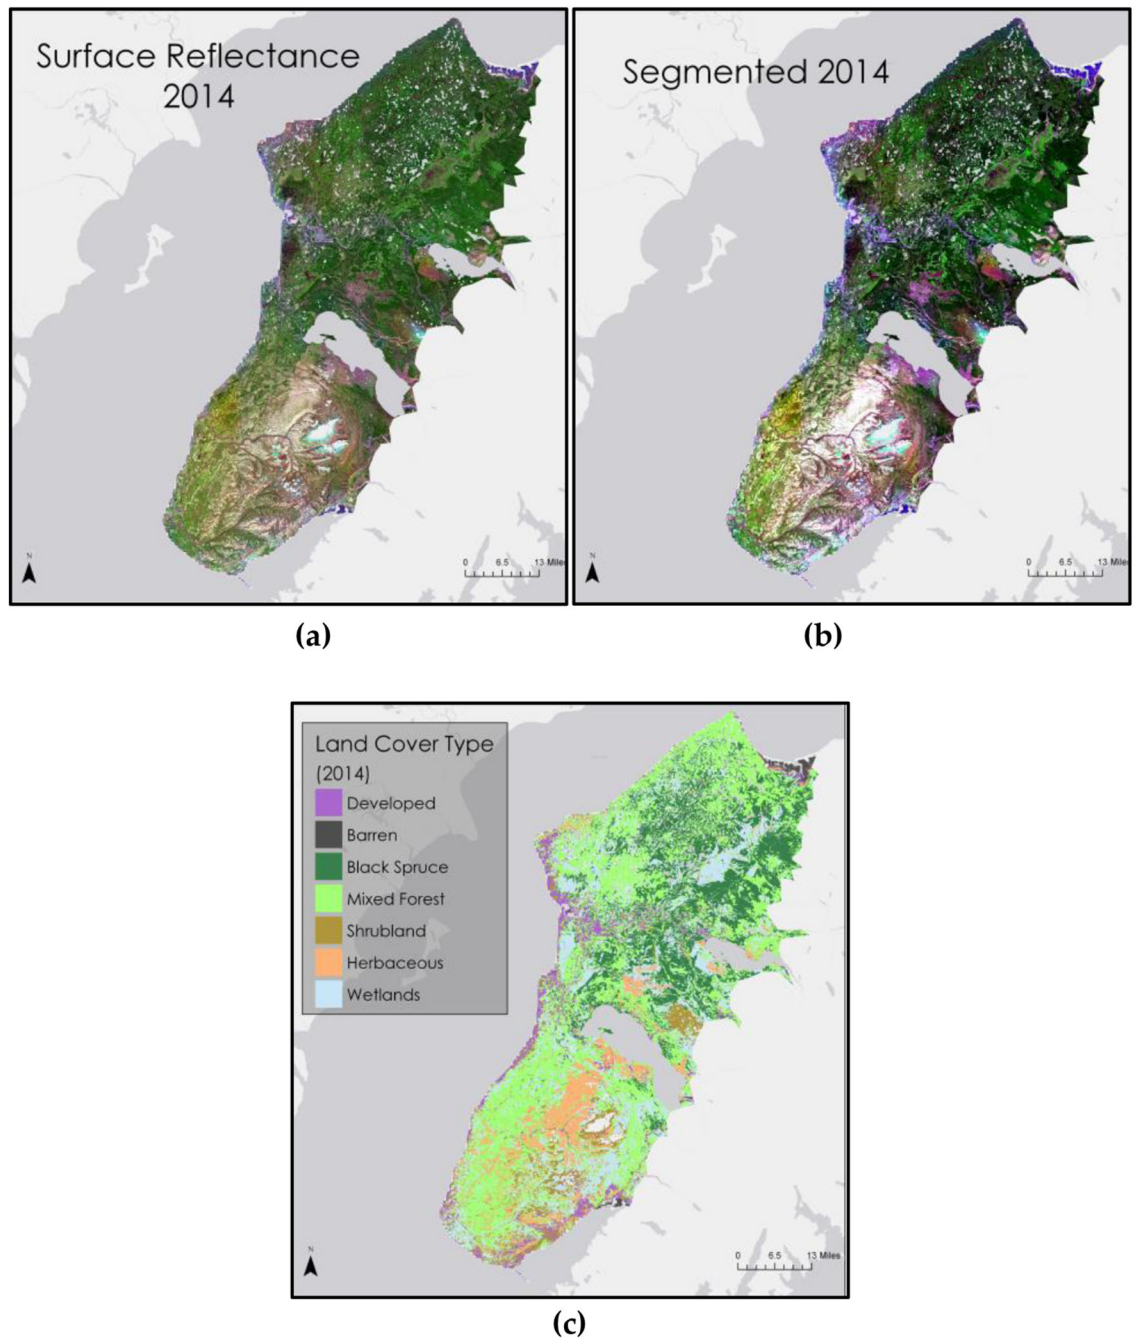 Surface Reflectance
2014
N
0 6.5 13 Miles
(a)
Segmented 2014
N
0 6.5 13 Miles
(b)
Land Cover Type
(2014)
Developed
Barren
Black Spruce
Mixed Forest
Shrubland
Herbaceous
Wetlands
N
0 6.5 13 Miles
(c)